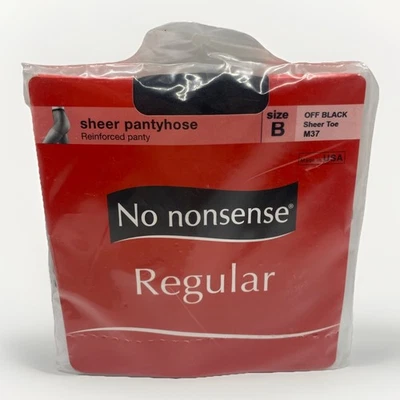 sheer pantyhose
Reinforced panty
size
B
OFF BLACK
Sheer Toe
M37
USA
No nonsense®
Regular